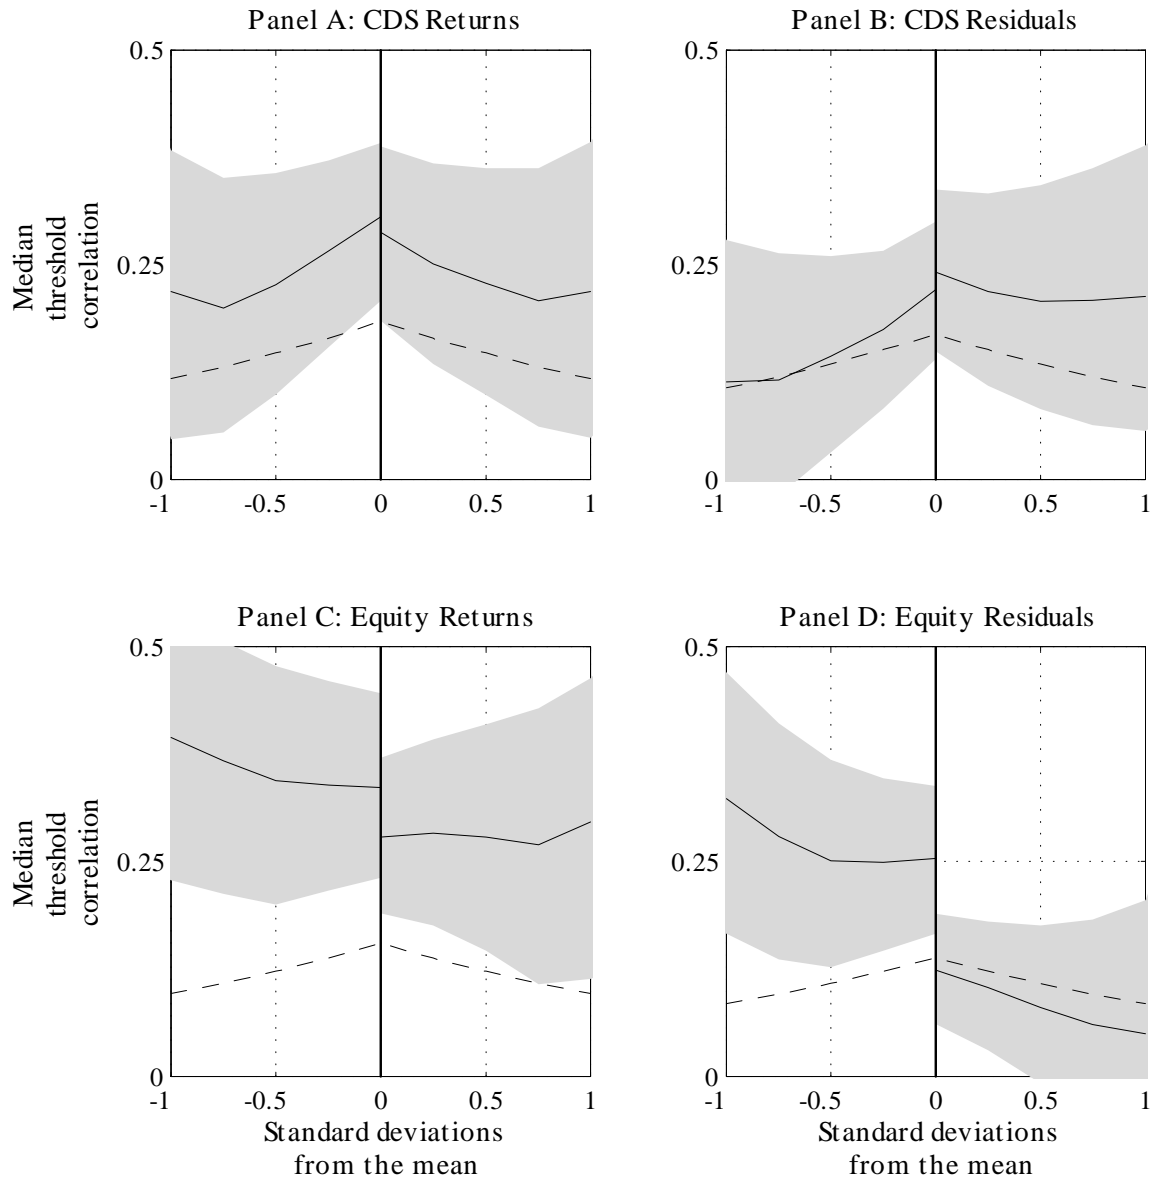 Panel A: CDS Returns
0.5
0.25
0
-1
-0.5
0
0.5
1
Median
threshold
correlation
Panel B: CDS Residuals
0.5
0.25
0
-1
-0.5
0
0.5
1
Panel C: Equity Returns
0.5
0.25
0
-1
-0.5
0
0.5
1
Median
threshold
correlation
Standard deviations
from the mean
Panel D: Equity Residuals
0.5
0.25
0
-1
-0.5
0
0.5
1
Standard deviations
from the mean